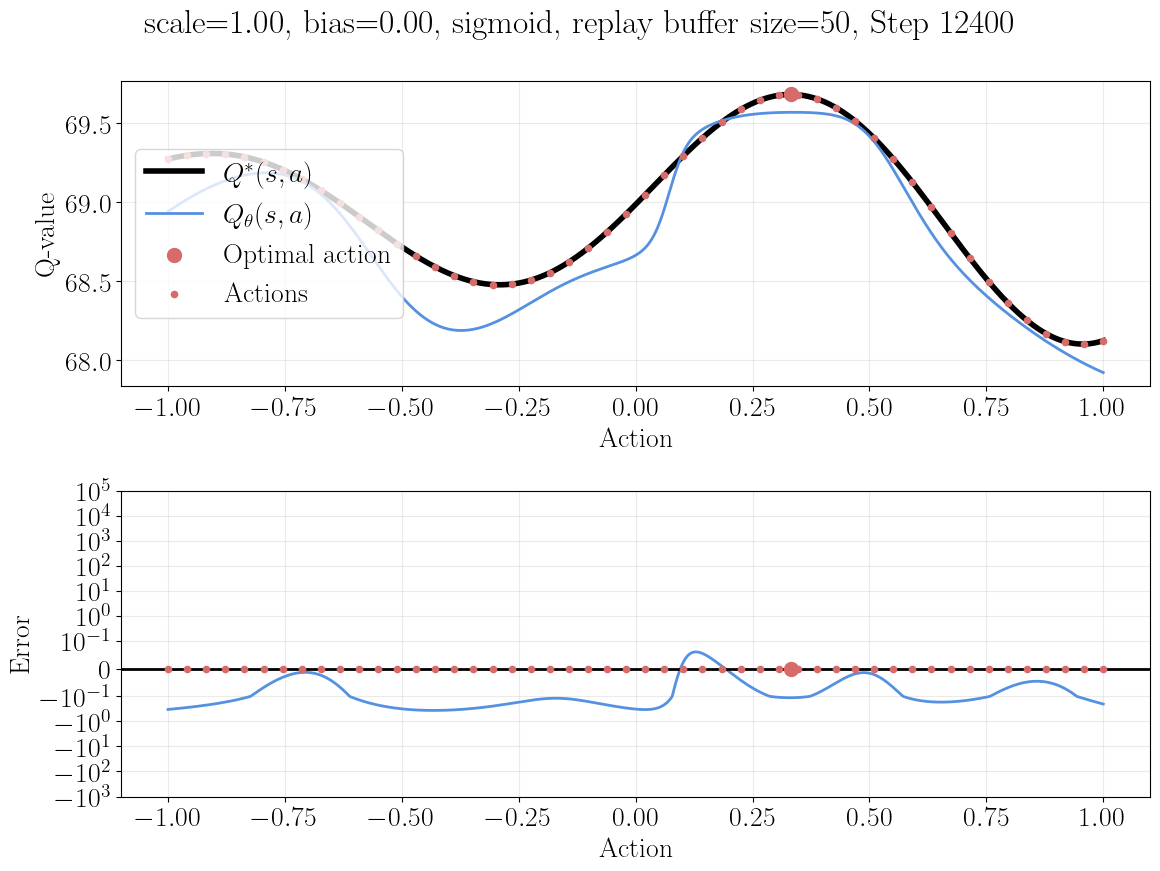 scale=1.00, bias=0.00, sigmoid, replay buffer size=50, Step 12400
69.5
69.0
68.5
68.0
Q-value
Q*(s, a)
Q_θ(s, a)
Optimal action
Actions
−1.00 −0.75 −0.50 −0.25 0.00 0.25 0.50 0.75 1.00
Action
10^5
10^4
10^3
10^2
10^1
10^0
10^−1
0
−10^−1
−10^0
−10^1
−10^2
−10^3
Error
−1.00 −0.75 −0.50 −0.25 0.00 0.25 0.50 0.75 1.00
Action